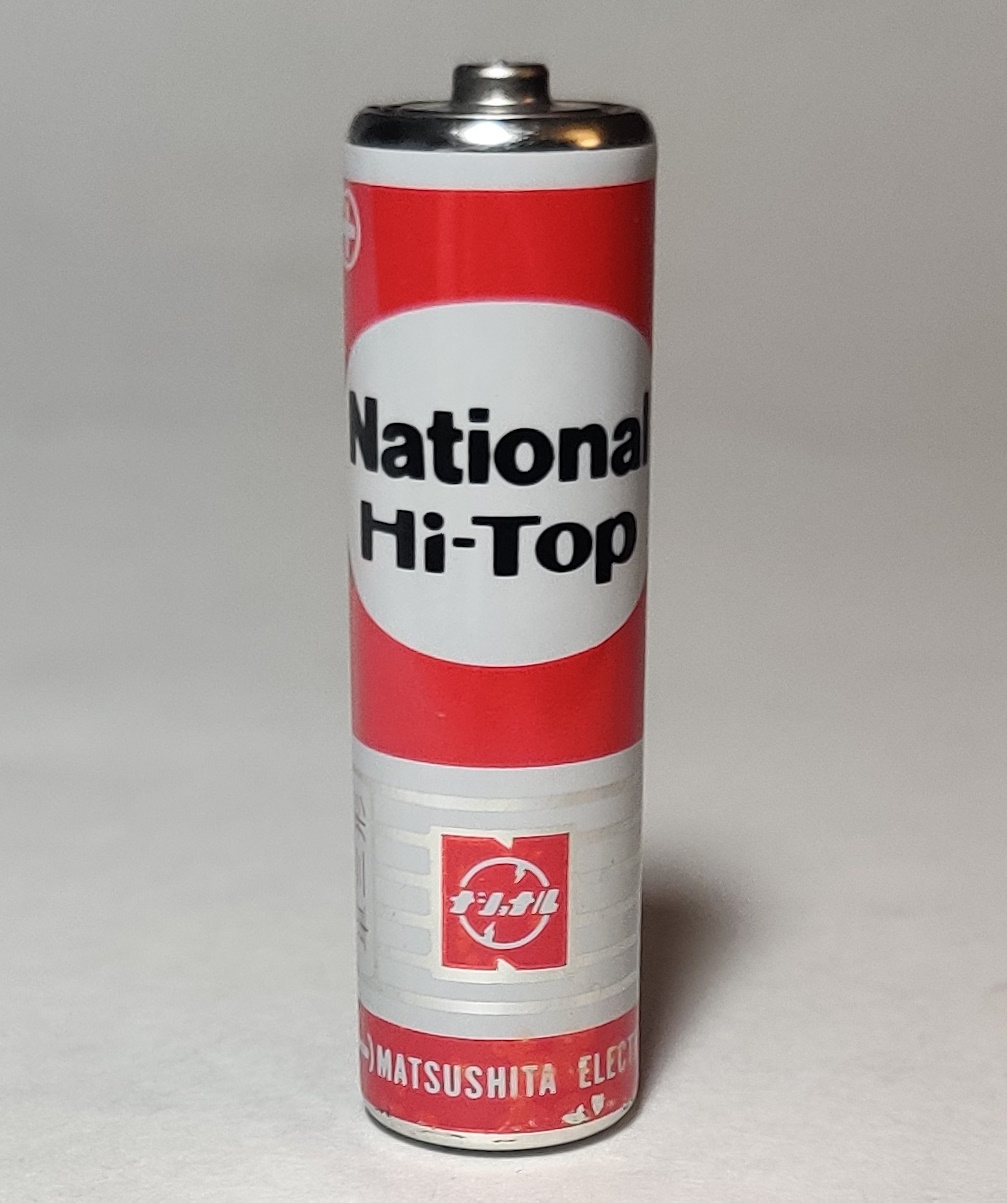 National
Hi-Top
ナショナル
MATSUSHITA ELECT